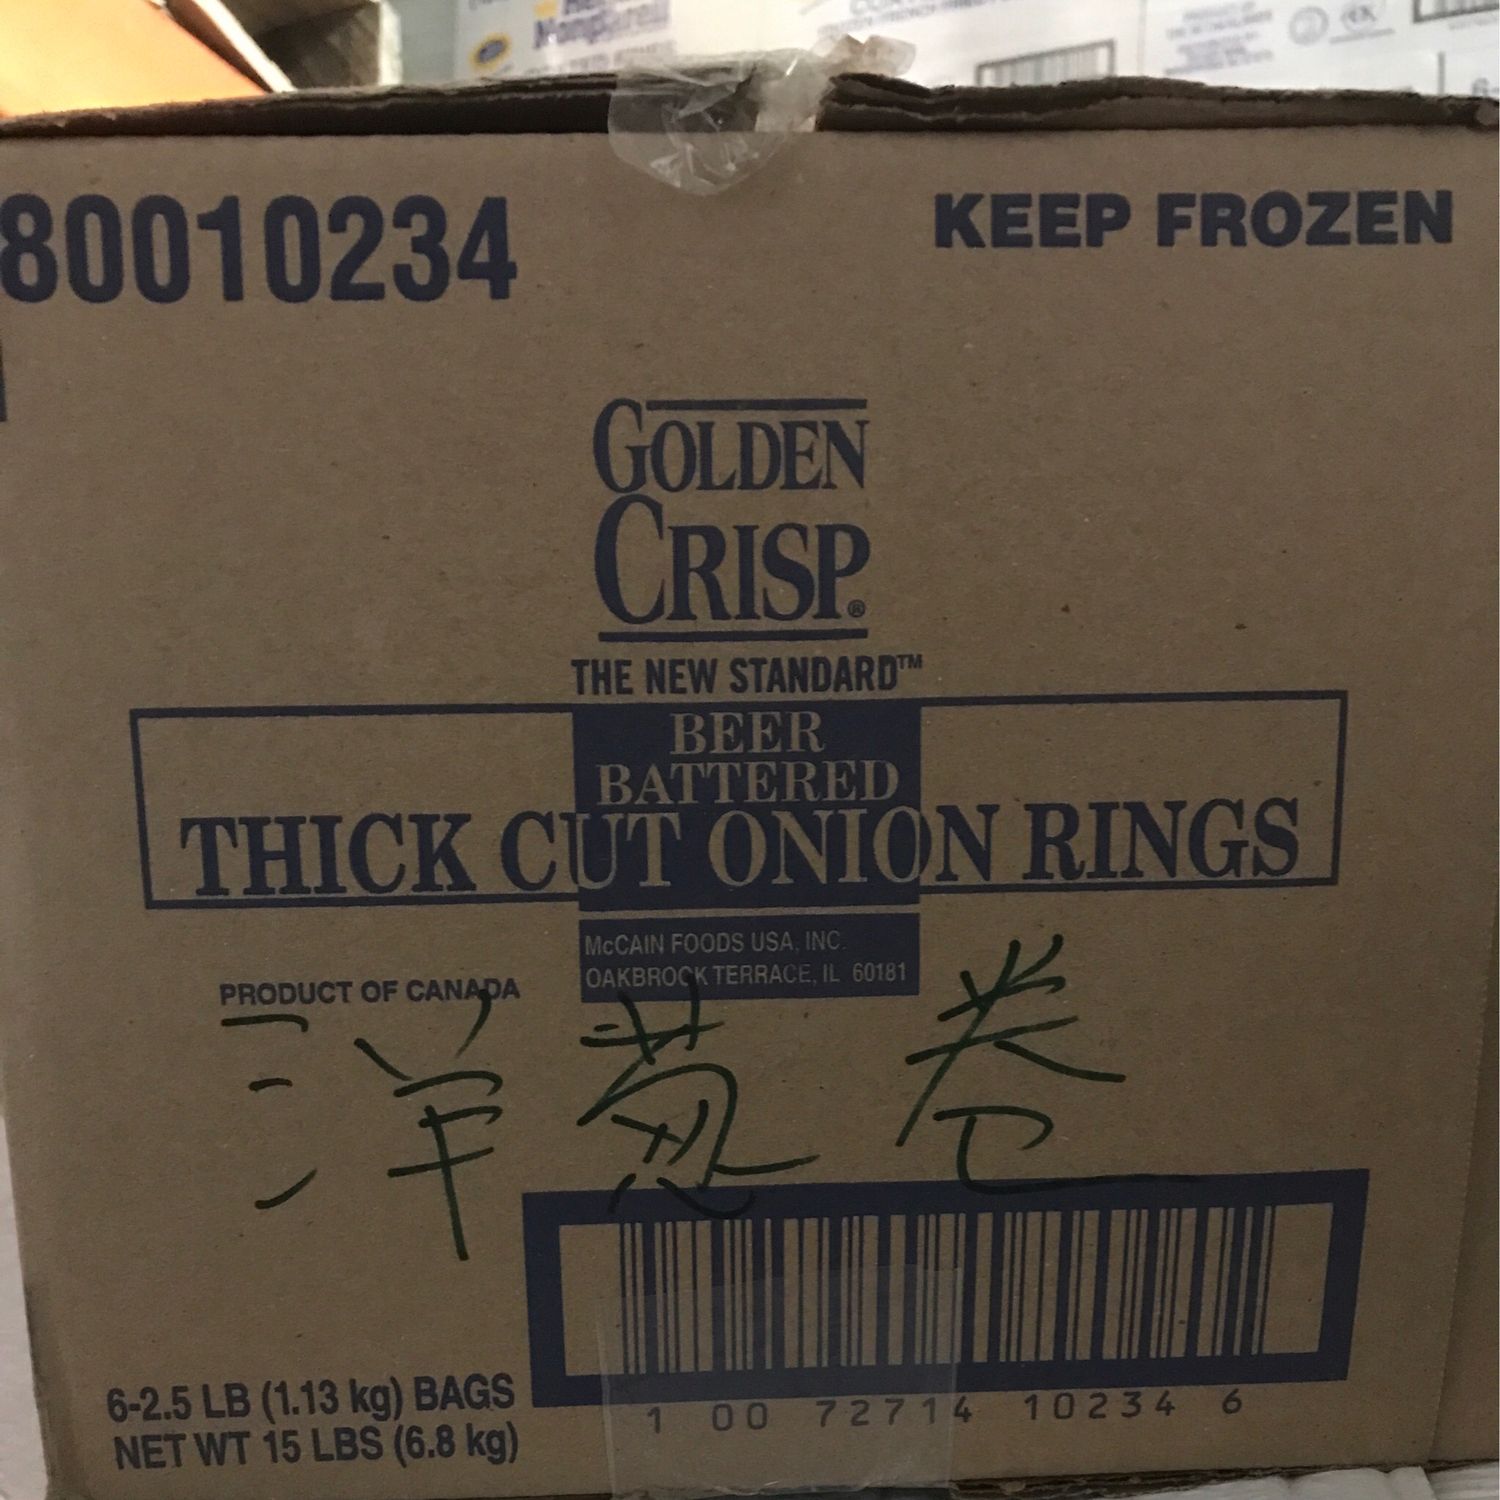 80010234
KEEP FROZEN
GOLDEN
CRISP®
THE NEW STANDARD™
BEER
BATTERED
THICK CUT ONION RINGS
McCAIN FOODS USA, INC.
OAKBROOK TERRACE, IL 60181
PRODUCT OF CANADA
洋葱卷
6-2.5 LB (1.13 kg) BAGS
NET WT 15 LBS (6.8 kg)
1 00 72714 10234 6